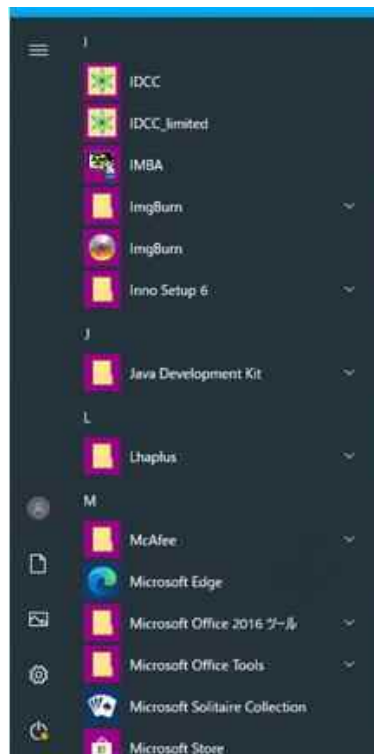 I
IDCC
IDCC_limited
IMBA
ImgBurn
ImgBurn
Inno Setup 6
J
Java Development Kit
L
Lhaplus
M
McAfee
Microsoft Edge
Microsoft Office 2016 ツール
Microsoft Office Tools
Microsoft Solitaire Collection
Microsoft Store